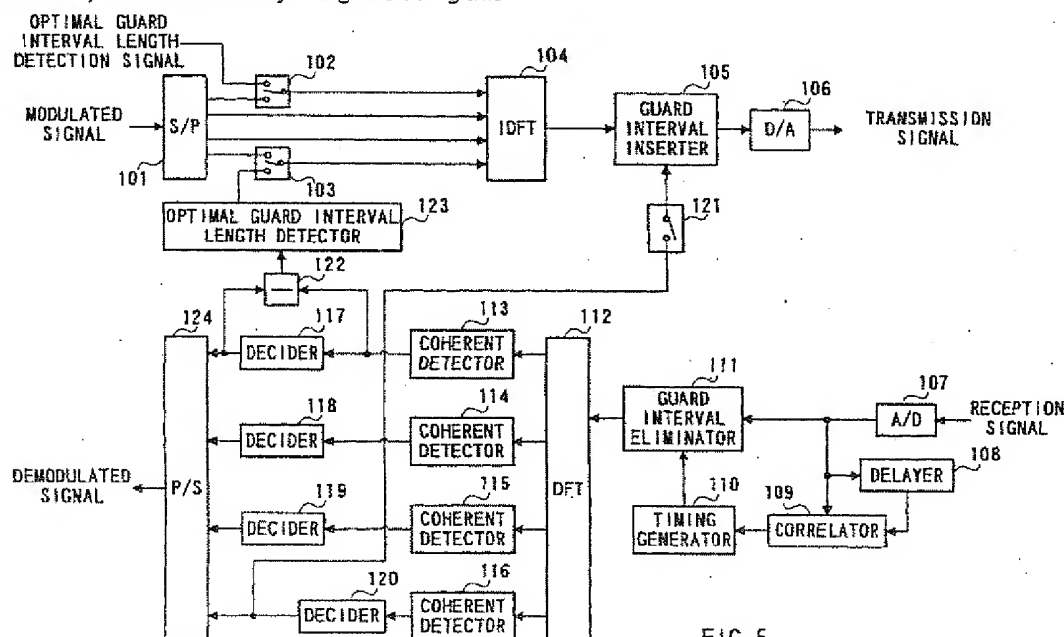 OPTIMAL GUARD
INTERVAL LENGTH
DETECTION SIGNAL
102
104
105
106
MODULATED
SIGNAL
S/P
IDFT
GUARD
INTERVAL
INSERTER
D/A
TRANSMISSION
SIGNAL
101
103
123
121
OPTIMAL GUARD INTERVAL
LENGTH DETECTOR
122
124
117
113
112
DECIDER
COHERENT
DETECTOR
111
107
GUARD
INTERVAL
ELIMINATOR
A/D
RECEPTION
SIGNAL
118
114
DECIDER
COHERENT
DETECTOR
108
DELAYER
DEMODULATED
SIGNAL
P/S
DFT
119
115
110
109
DECIDER
COHERENT
DETECTOR
TIMING
GENERATOR
CORRELATOR
120
116
DECIDER
COHERENT
DETECTOR